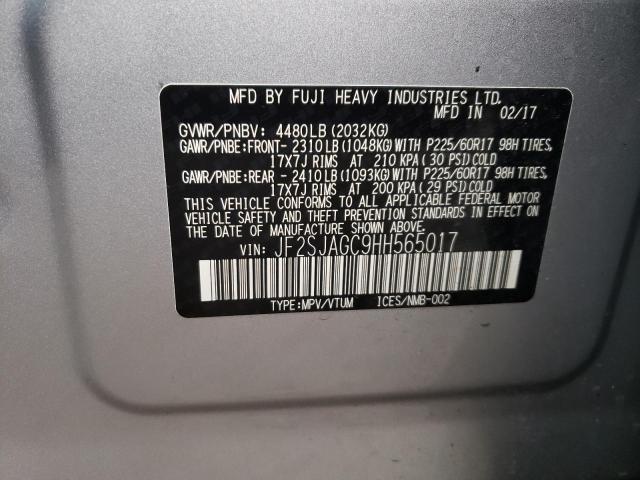 MFD BY FUJI HEAVY INDUSTRIES LTD.
MFD IN 02/17
GVWR/PNBV: 4480LB (2032KG)
GAWR/PNBE:FRONT- 2310LB (1048KG) WITH P225/60R17 98H TIRES,
17X7J RIMS AT 210 KPA (30 PSI) COLD
GAWR/PNBE:REAR - 2410LB (1093KG) WITH P225/60R17 98H TIRES,
17X7J RIMS AT 200 KPA (29 PSI) COLD
THIS VEHICLE CONFORMS TO ALL APPLICABLE FEDERAL MOTOR
VEHICLE SAFETY AND THEFT PREVENTION STANDARDS IN EFFECT ON
THE DATE OF MANUFACTURE SHOWN ABOVE.
VIN: JF2SJAGC9HH565017
TYPE:MPV/VTUM ICES/NMB-002